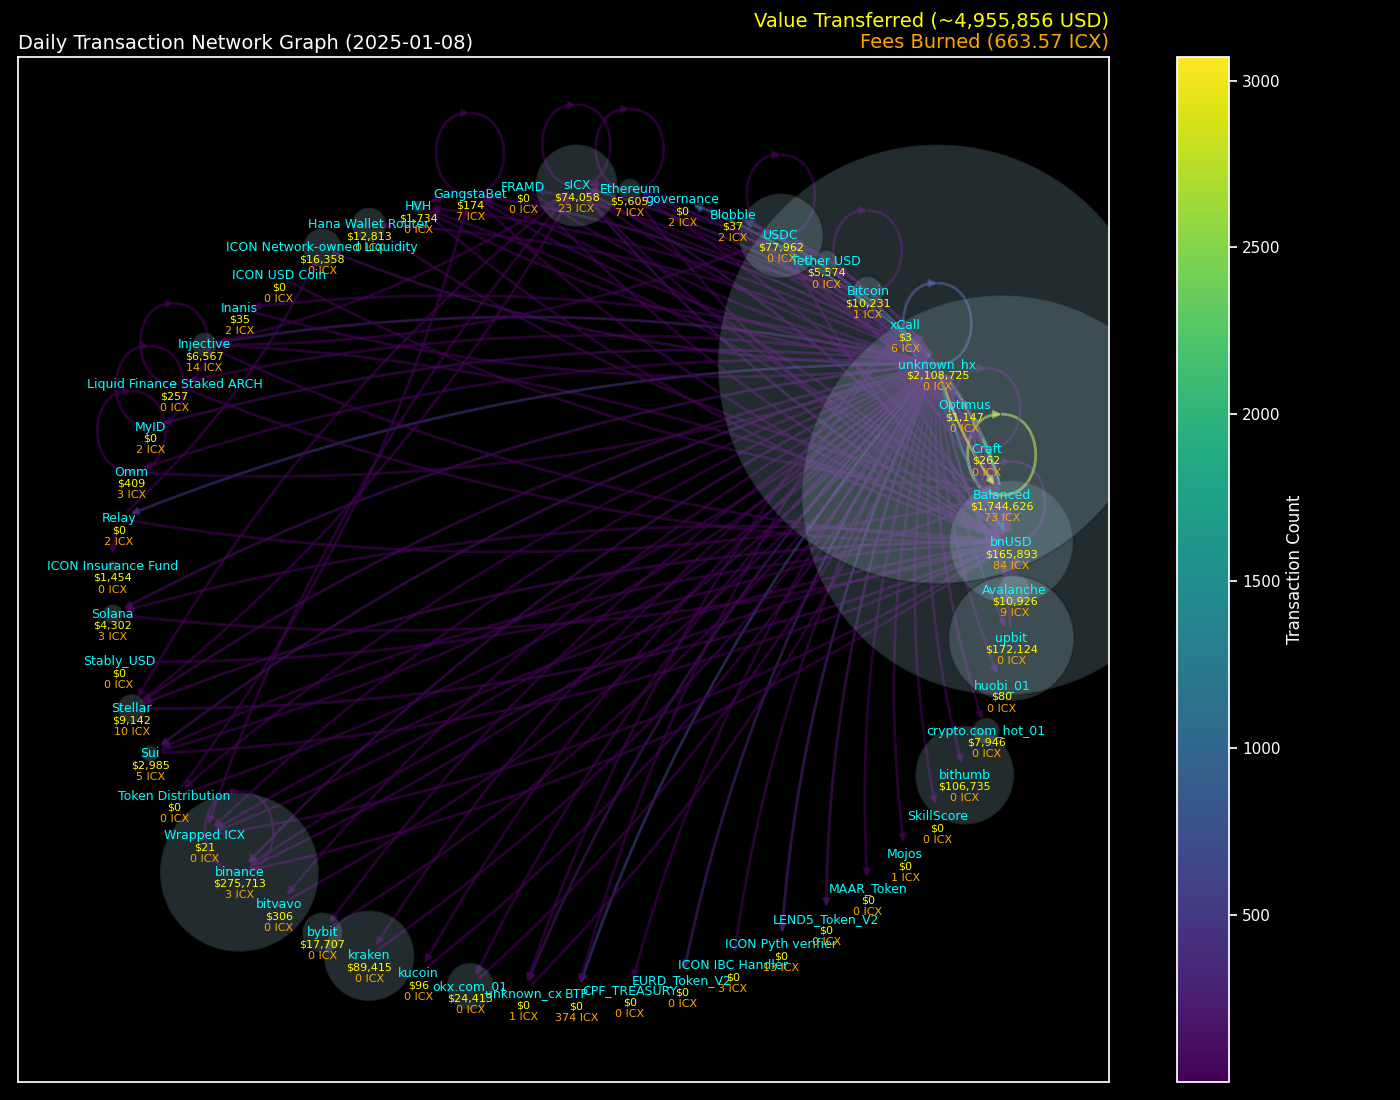 Value Transferred (~4,955,856 USD)
Daily Transaction Network Graph (2025-01-08)
Fees Burned (663.57 ICX)
sICX
$74,058
23 ICX
Ethereum
$5,605
7 ICX
FRAMD
$0
0 ICX
GangstaBet
$174
7 ICX
governance
$0
2 ICX
HVH
$1,734
0 ICX
Blobble
$37
2 ICX
Hana Wallet Router
$12,813
0 ICX
USDC
$77,962
0 ICX
ICON Network-owned Liquidity
$16,358
0 ICX
Tether USD
$5,574
0 ICX
ICON USD Coin
$0
0 ICX
Bitcoin
$10,231
1 ICX
Inanis
$35
2 ICX
xCall
$3
6 ICX
Injective
$6,567
14 ICX
unknown_hx
$2,108,725
0 ICX
Liquid Finance Staked ARCH
$257
0 ICX
Optimus
$1,147
0 ICX
MyID
$0
2 ICX
Craft
$262
0 ICX
Omm
$409
3 ICX
Balanced
$1,744,626
73 ICX
Relay
$0
2 ICX
bnUSD
$165,893
84 ICX
ICON Insurance Fund
$1,454
0 ICX
Avalanche
$10,926
9 ICX
Solana
$4,302
3 ICX
upbit
$172,124
0 ICX
Stably_USD
$0
0 ICX
huobi_01
$80
0 ICX
Stellar
$9,142
10 ICX
crypto.com_hot_01
$7,946
0 ICX
Sui
$2,985
5 ICX
bithumb
$106,735
0 ICX
Token Distribution
$0
0 ICX
SkillScore
$0
0 ICX
Wrapped ICX
$21
0 ICX
Mojos
$0
1 ICX
binance
$275,713
3 ICX
MAAR_Token
$0
0 ICX
bitvavo
$306
0 ICX
LEND5_Token_V2
$0
0 ICX
bybit
$17,707
0 ICX
ICON Pyth verifier
$0
13 ICX
kraken
$89,415
0 ICX
ICON IBC Handler
$0
3 ICX
kucoin
$96
0 ICX
EURD_Token_V2
$0
0 ICX
okx.com_01
$24,413
0 ICX
unknown_cx
$0
1 ICX
BTP
$0
374 ICX
CPF_TREASURY
$0
0 ICX
3000
2500
2000
1500
1000
500
Transaction Count